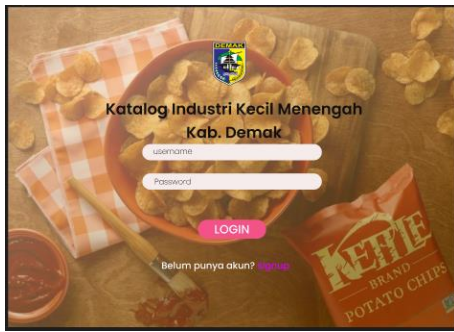 DEMAK
Katalog Industri Kecil Menengah
Kab. Demak
username
Password
LOGIN
Belum punya akun? signup
KETTLE
BRAND
POTATO CHIPS